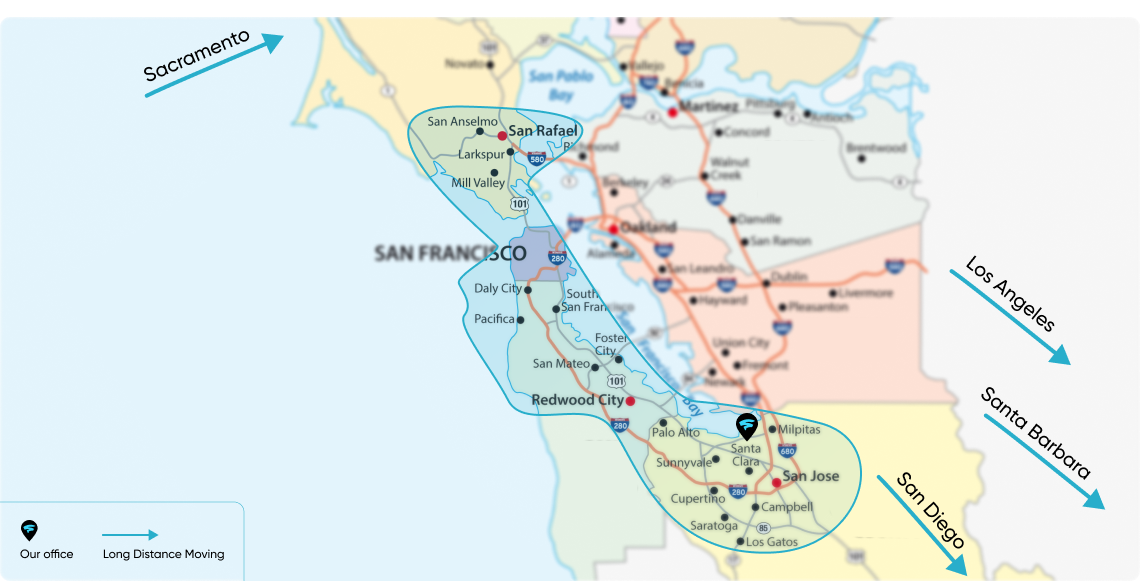 Sacramento
Novato
San Pablo
Bay
Vallejo
Benicia
Martinez
Pittsburg
Antioch
Concord
Brentwood
Walnut
Creek
Richmond
Berkeley
Danville
Oakland
San Ramon
Alameda
San Leandro
Dublin
Hayward
Livermore
Pleasanton
Union City
Fremont
Newark
San Anselmo
San Rafael
Larkspur
580
Mill Valley
101
SAN FRANCISCO
280
Daly City
South
San Francisco
Pacifica
Foster
City
San Mateo
101
San Francisco Bay
Redwood City
280
Palo Alto
Milpitas
Santa
Clara
680
Sunnyvale
San Jose
Cupertino
280
Campbell
Saratoga
85
Los Gatos
Los Angeles
Santa Barbara
San Diego
Our office
Long Distance Moving